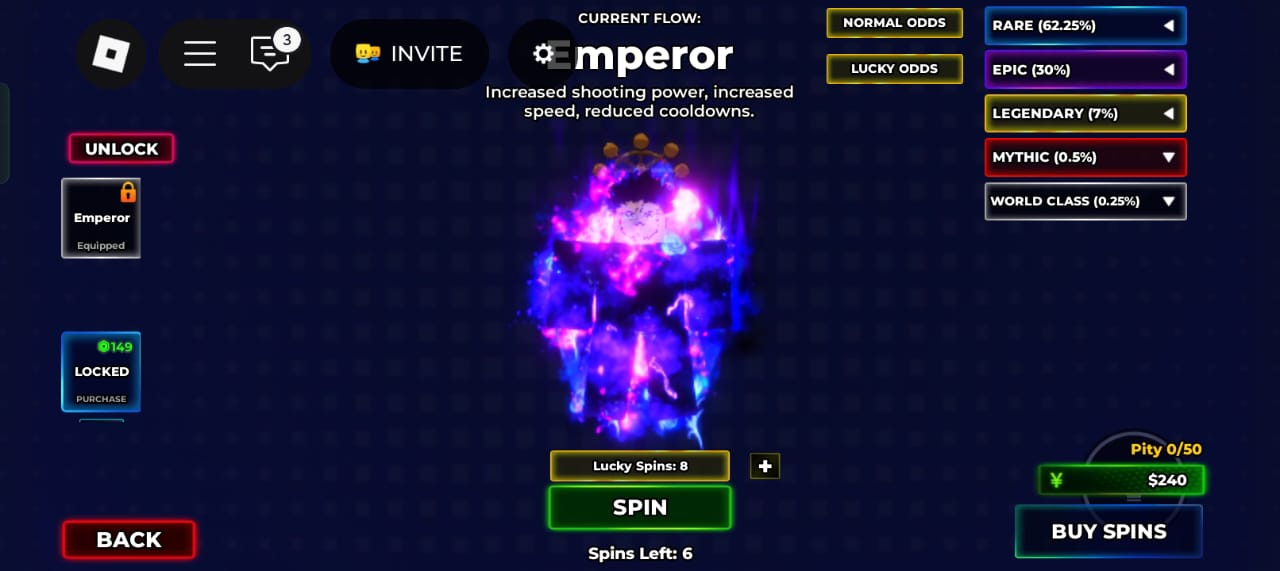 3
INVITE
CURRENT FLOW:
Emperor
Increased shooting power, increased
speed, reduced cooldowns.
NORMAL ODDS
LUCKY ODDS
RARE (62.25%)
EPIC (30%)
LEGENDARY (7%)
MYTHIC (0.5%)
WORLD CLASS (0.25%)
UNLOCK
Emperor
Equipped
149
LOCKED
PURCHASE
Lucky Spins: 8
+
SPIN
Spins Left: 6
BACK
Pity 0/50
¥ $240
BUY SPINS